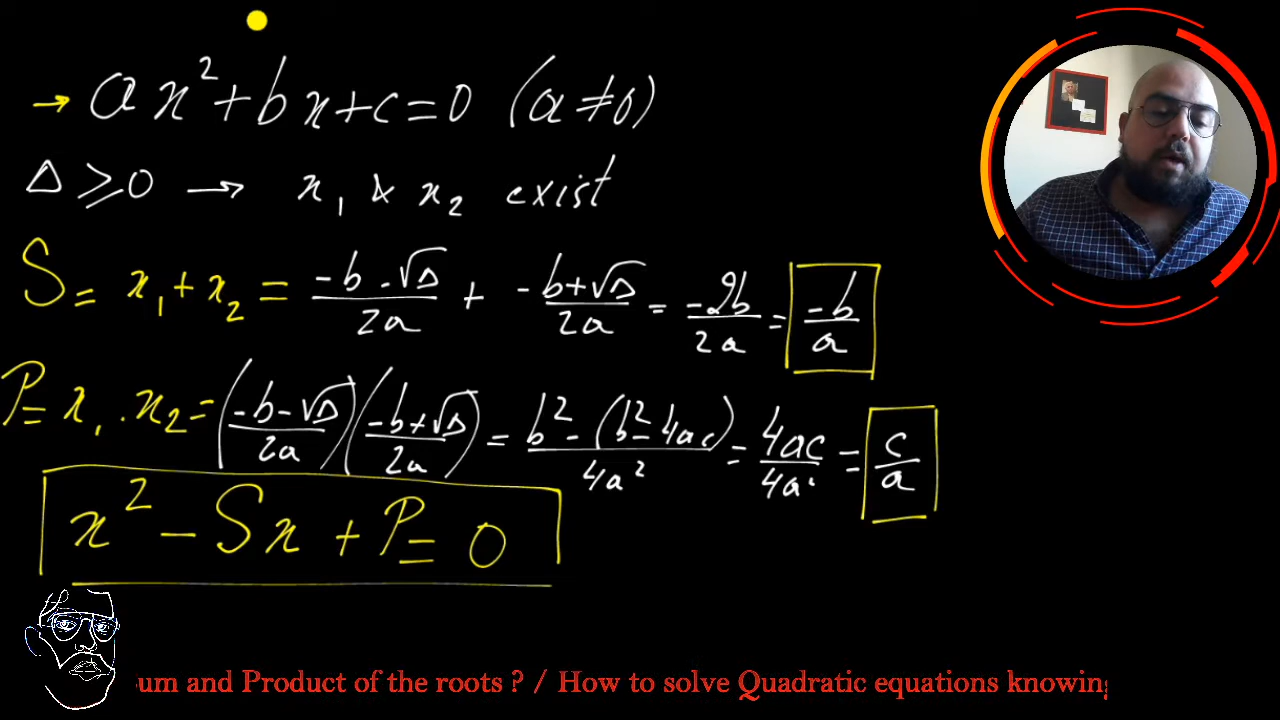 → ax²+bx+c=0 (a≠0)
Δ⩾0 → x₁ & x₂ exist
S= x₁+x₂ = (-b-√Δ)/2a + (-b+√Δ)/2a = -2b/2a = -b/a
P= x₁.x₂= ((-b-√Δ)/2a)((-b+√Δ)/2a) = (b²-(b²-4ac))/4a² = 4ac/4a² = c/a
x² - Sx + P = 0
um and Product of the roots ? / How to solve Quadratic equations knowin